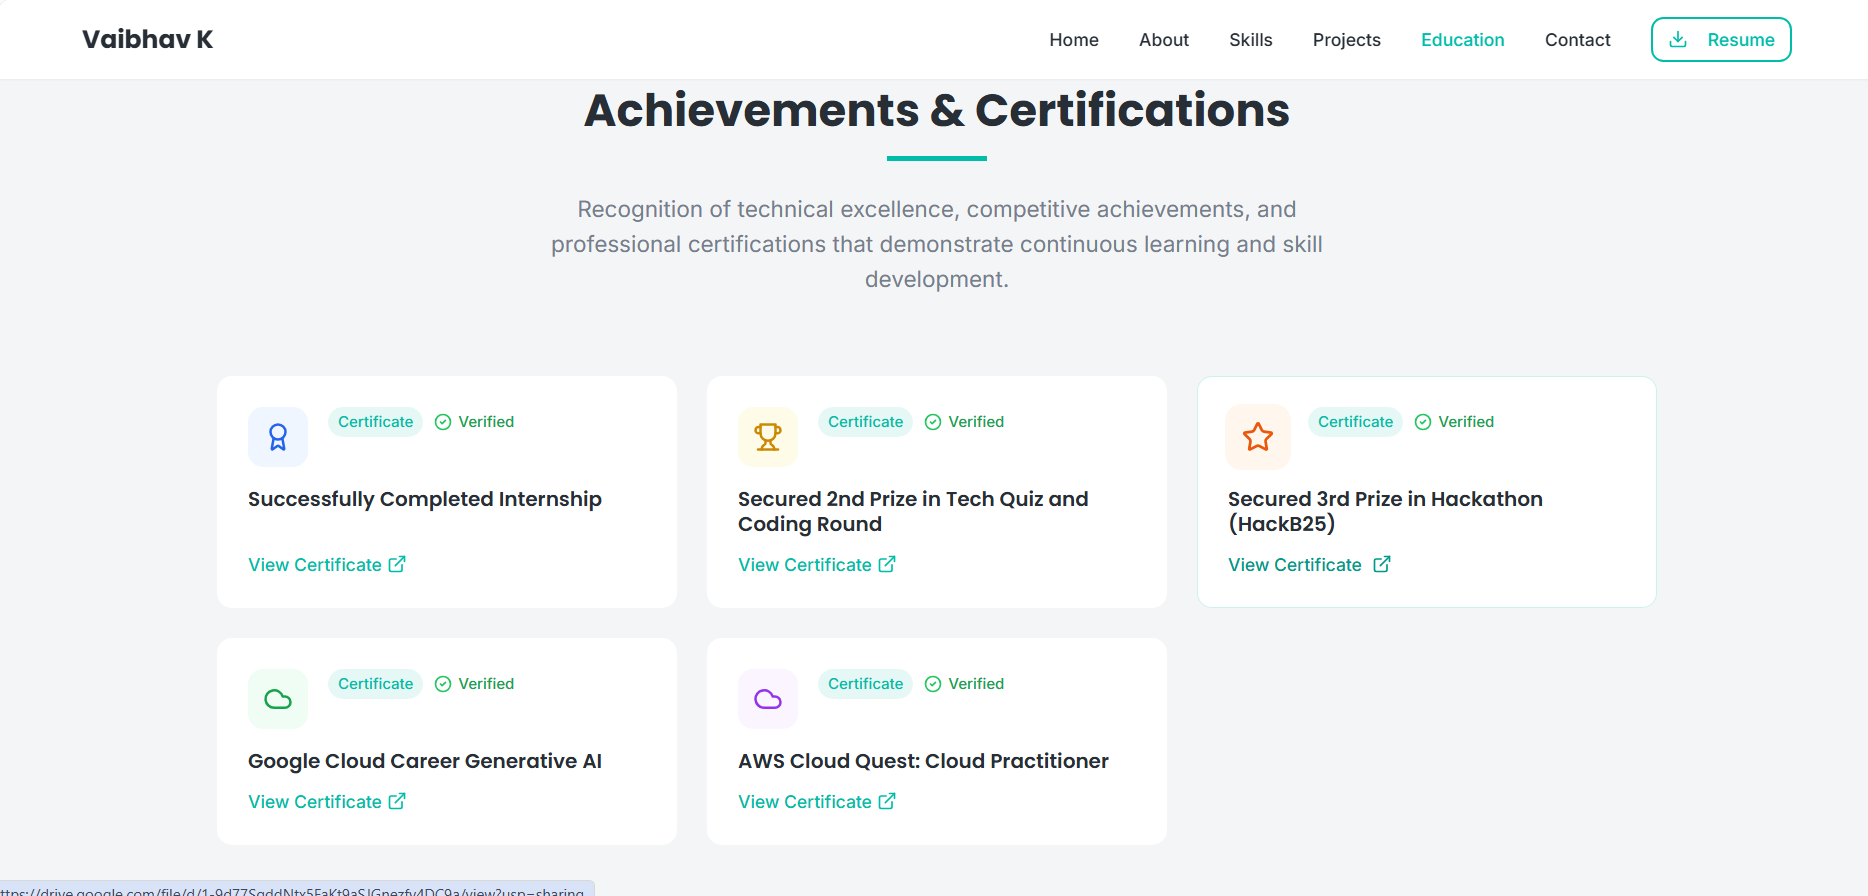 Vaibhav K
Home
About
Skills
Projects
Education
Contact
Resume
Achievements & Certifications
Recognition of technical excellence, competitive achievements, and
professional certifications that demonstrate continuous learning and skill
development.
Certificate
Verified
Successfully Completed Internship
View Certificate
Certificate
Verified
Secured 2nd Prize in Tech Quiz and
Coding Round
View Certificate
Certificate
Verified
Secured 3rd Prize in Hackathon
(HackB25)
View Certificate
Certificate
Verified
Google Cloud Career Generative AI
View Certificate
Certificate
Verified
AWS Cloud Quest: Cloud Practitioner
View Certificate